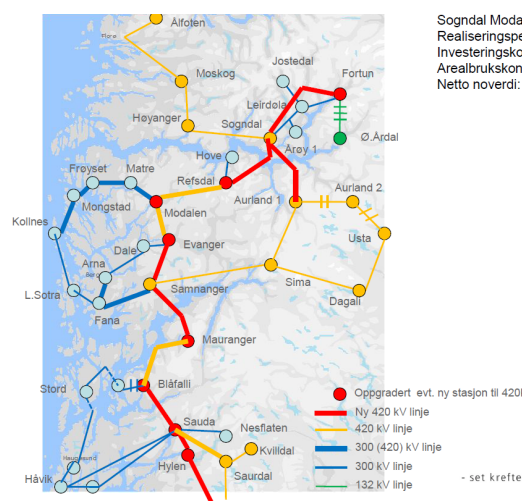 Ålfoten
Florø
Sogndal Moda
Realiseringspe
Investeringsko
Arealbrukskon
Netto noverdi:
Moskog
Jostedal
Fortun
Leirdøla
Høyanger
Sogndal
Ø.Årdal
Hove
Årøy 1
Frøyset
Matre
Refsdal
Aurland 2
Mongstad
Aurland 1
Kollnes
Modalen
Dale
Evanger
Usta
Arna
L.Sotra
Samnanger
Sima
Dagali
Fana
Mauranger
Stord
Blåfalli
Oppgradert evt. ny stasjon til 420
Ny 420 kV linje
Sauda
Nesflaten
420 kV linje
Kvilldal
300 (420) kV linje
Haugesund
Hylen
300 kV linje
Håvik
Saurdal
132 kV linje
- set krefte